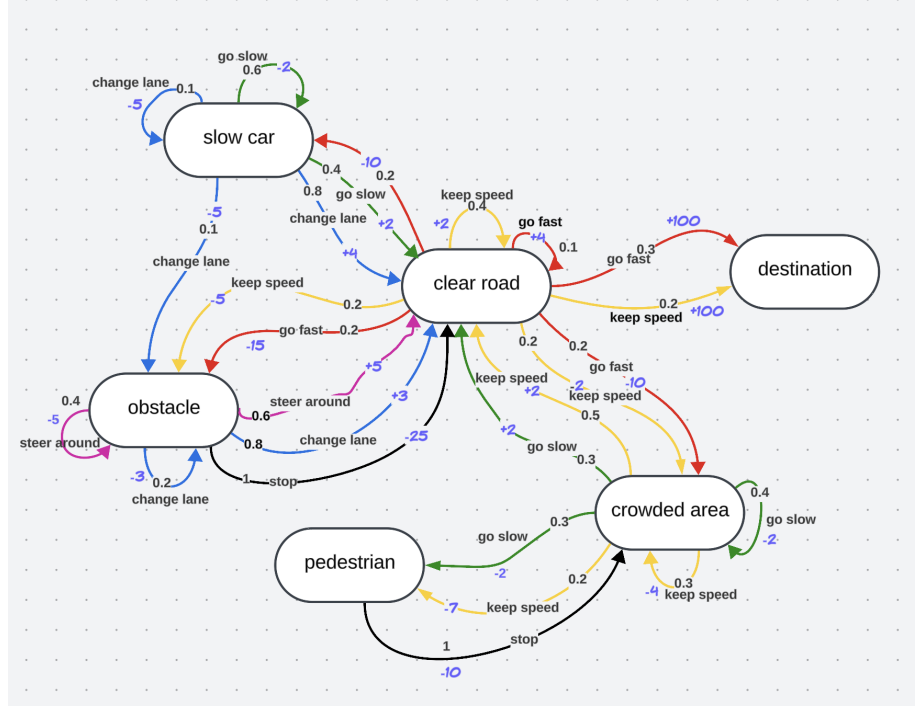 go slow
0.6
-2
change lane
0.1
-5
slow car
-10
0.4
0.2
go slow
0.8
keep speed
0.4
+2
go fast
+4
0.1
+100
-5
0.1
change lane
+2
+4
0.3
go fast
destination
change lane
clear road
keep speed
-5
0.2
0.2
keep speed
+100
go fast
0.2
-15
0.2
0.2
go fast
+5
keep speed
+2
-2
-10
keep speed
0.4
-5
steer around
obstacle
steer around
0.6
+3
0.5
0.8
change lane
-25
+2
go slow
0.3
-3
0.2
change lane
1
stop
0.4
go slow
-2
crowded area
0.3
go slow
-2
pedestrian
0.2
0.3
-4
keep speed
-7
keep speed
1
stop
-10